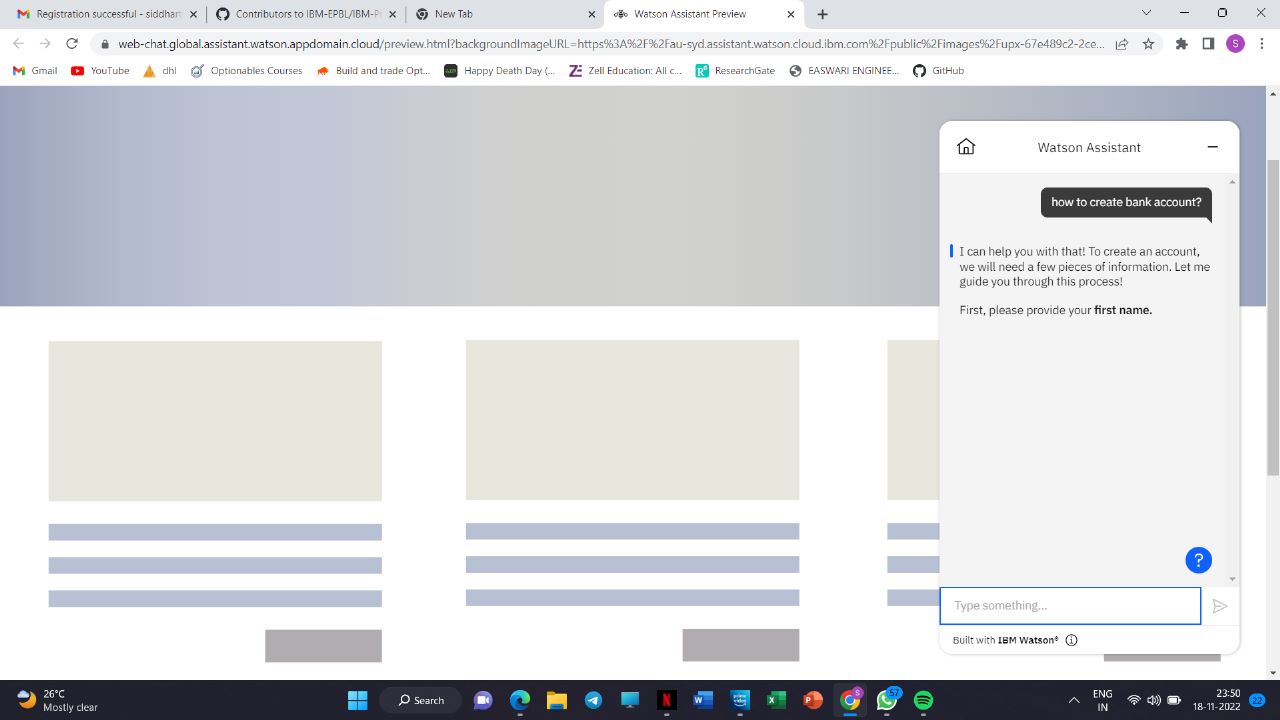 Registration successful - siddhart
Contributors to IBM-EPBL/IBM-P
New Tab
Watson Assistant Preview
web-chat.global.assistant.watson.appdomain.cloud/preview.html?backgroundImageURL=https%3A%2F%2Fau-syd.assistant.watson.cloud.ibm.com%2Fpublic%2Fimages%2Fupx-67e489c2-2ce...
S
Gmail
YouTube
dhl
Optionables Courses
Build and trade Opt...
Happy Death Day (...
Zell Education: All c...
ResearchGate
EASWARI ENGINEE...
GitHub
Watson Assistant
how to create bank account?
I can help you with that! To create an account,
we will need a few pieces of information. Let me
guide you through this process!
First, please provide your first name.
?
Type something...
Built with IBM Watson®
26°C
Mostly clear
Search
57
ENG
IN
23:50
18-11-2022
22